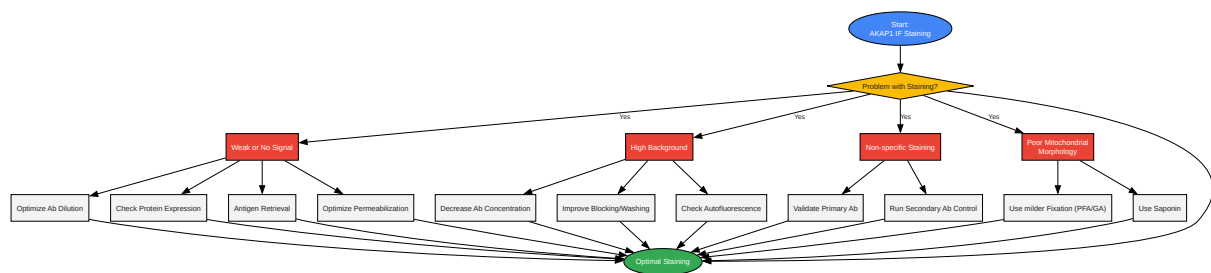 Start:
AKAP1 IF Staining
Problem with Staining?
Yes
Yes
Yes
Yes
Weak or No Signal
High Background
Non-specific Staining
Poor Mitochondrial
Morphology
Optimize Ab Dilution
Check Protein Expression
Antigen Retrieval
Optimize Permeabilization
Decrease Ab Concentration
Improve Blocking/Washing
Check Autofluorescence
Validate Primary Ab
Run Secondary Ab Control
Use milder Fixation (PFA/GA)
Use Saponin
Optimal Staining